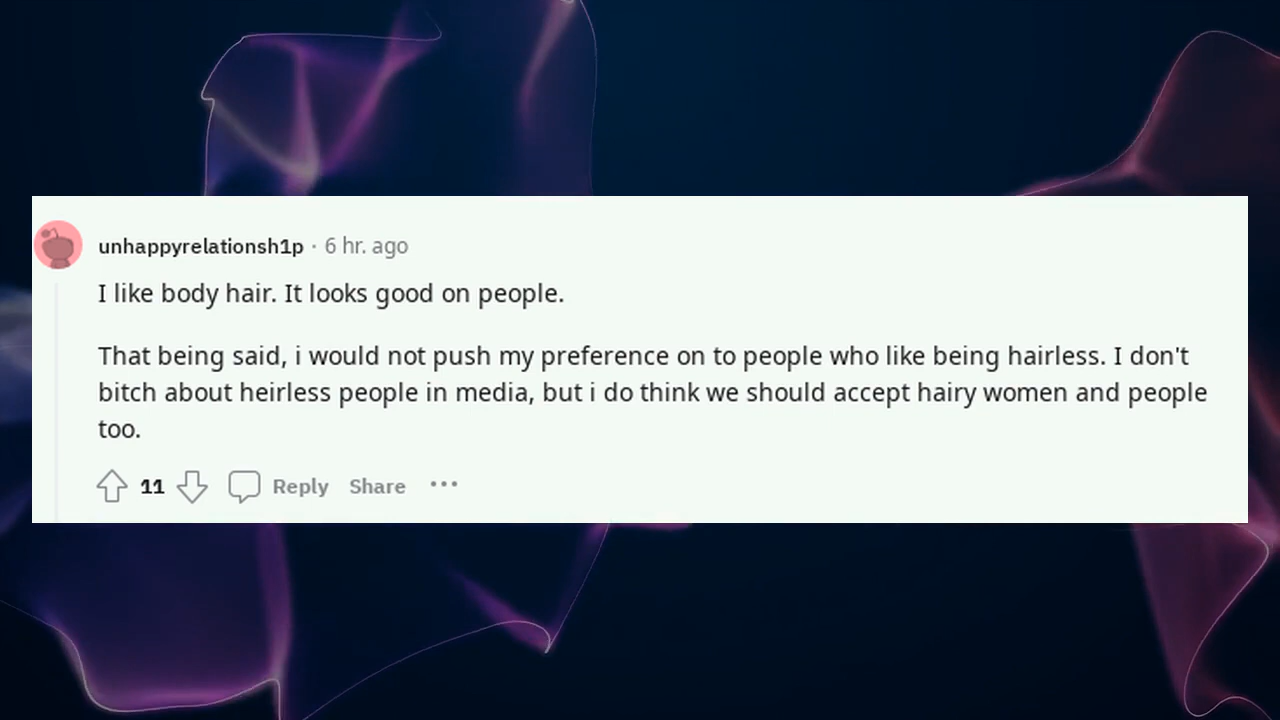 unhappyrelationsh1p · 6 hr. ago
I like body hair. It looks good on people.
That being said, i would not push my preference on to people who like being hairless. I don't
bitch about heirless people in media, but i do think we should accept hairy women and people
too.
11 Reply Share ···